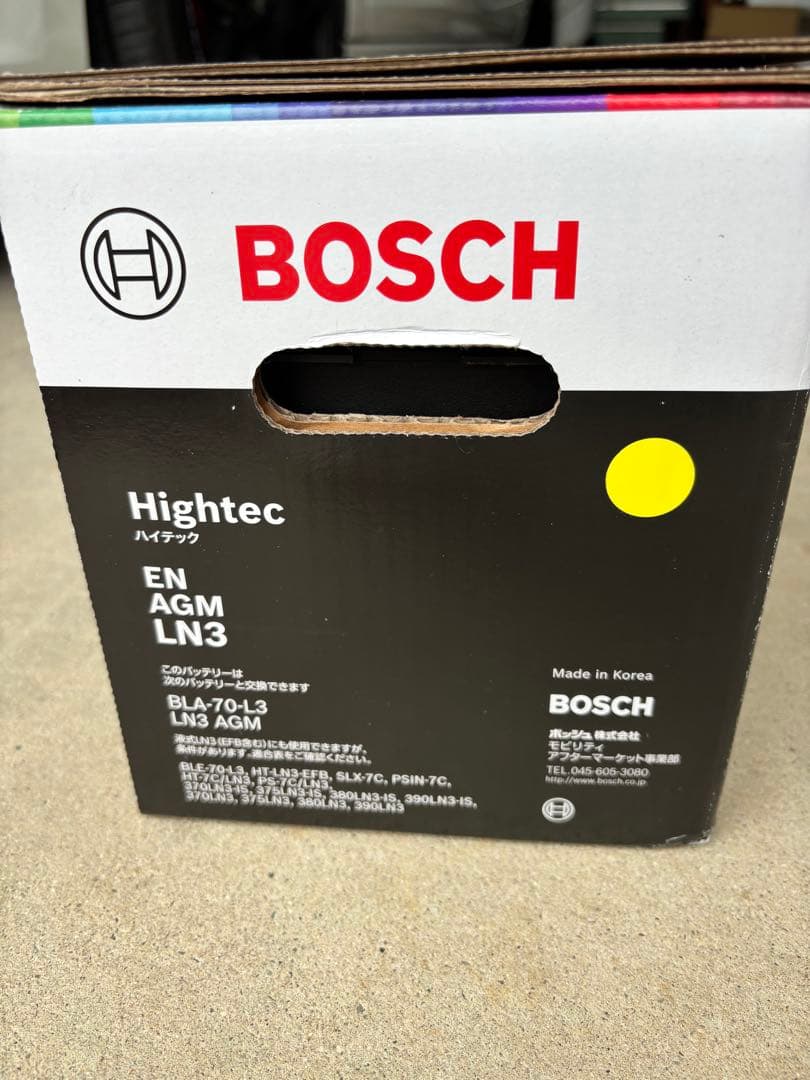 BOSCH
Hightec
ハイテック
EN
AGM
LN3
このバッテリーは
次のバッテリーと交換できます
BLA-70-L3
LN3 AGM
液式LN3(EFB含む)にも使用できますが、
条件があります。適合表をご確認ください。
BLE-70-L3, HT-LN3-EFB, SLX-7C, PSIN-7C,
HT-7C/LN3, PS-7C/LN3,
370LN3-IS, 375LN3-IS, 380LN3-IS, 390LN3-IS,
370LN3, 375LN3, 380LN3, 390LN3
Made in Korea
BOSCH
ボッシュ株式会社
モビリティ
アフターマーケット事業部
TEL.045-605-3080
http://www.bosch.co.jp